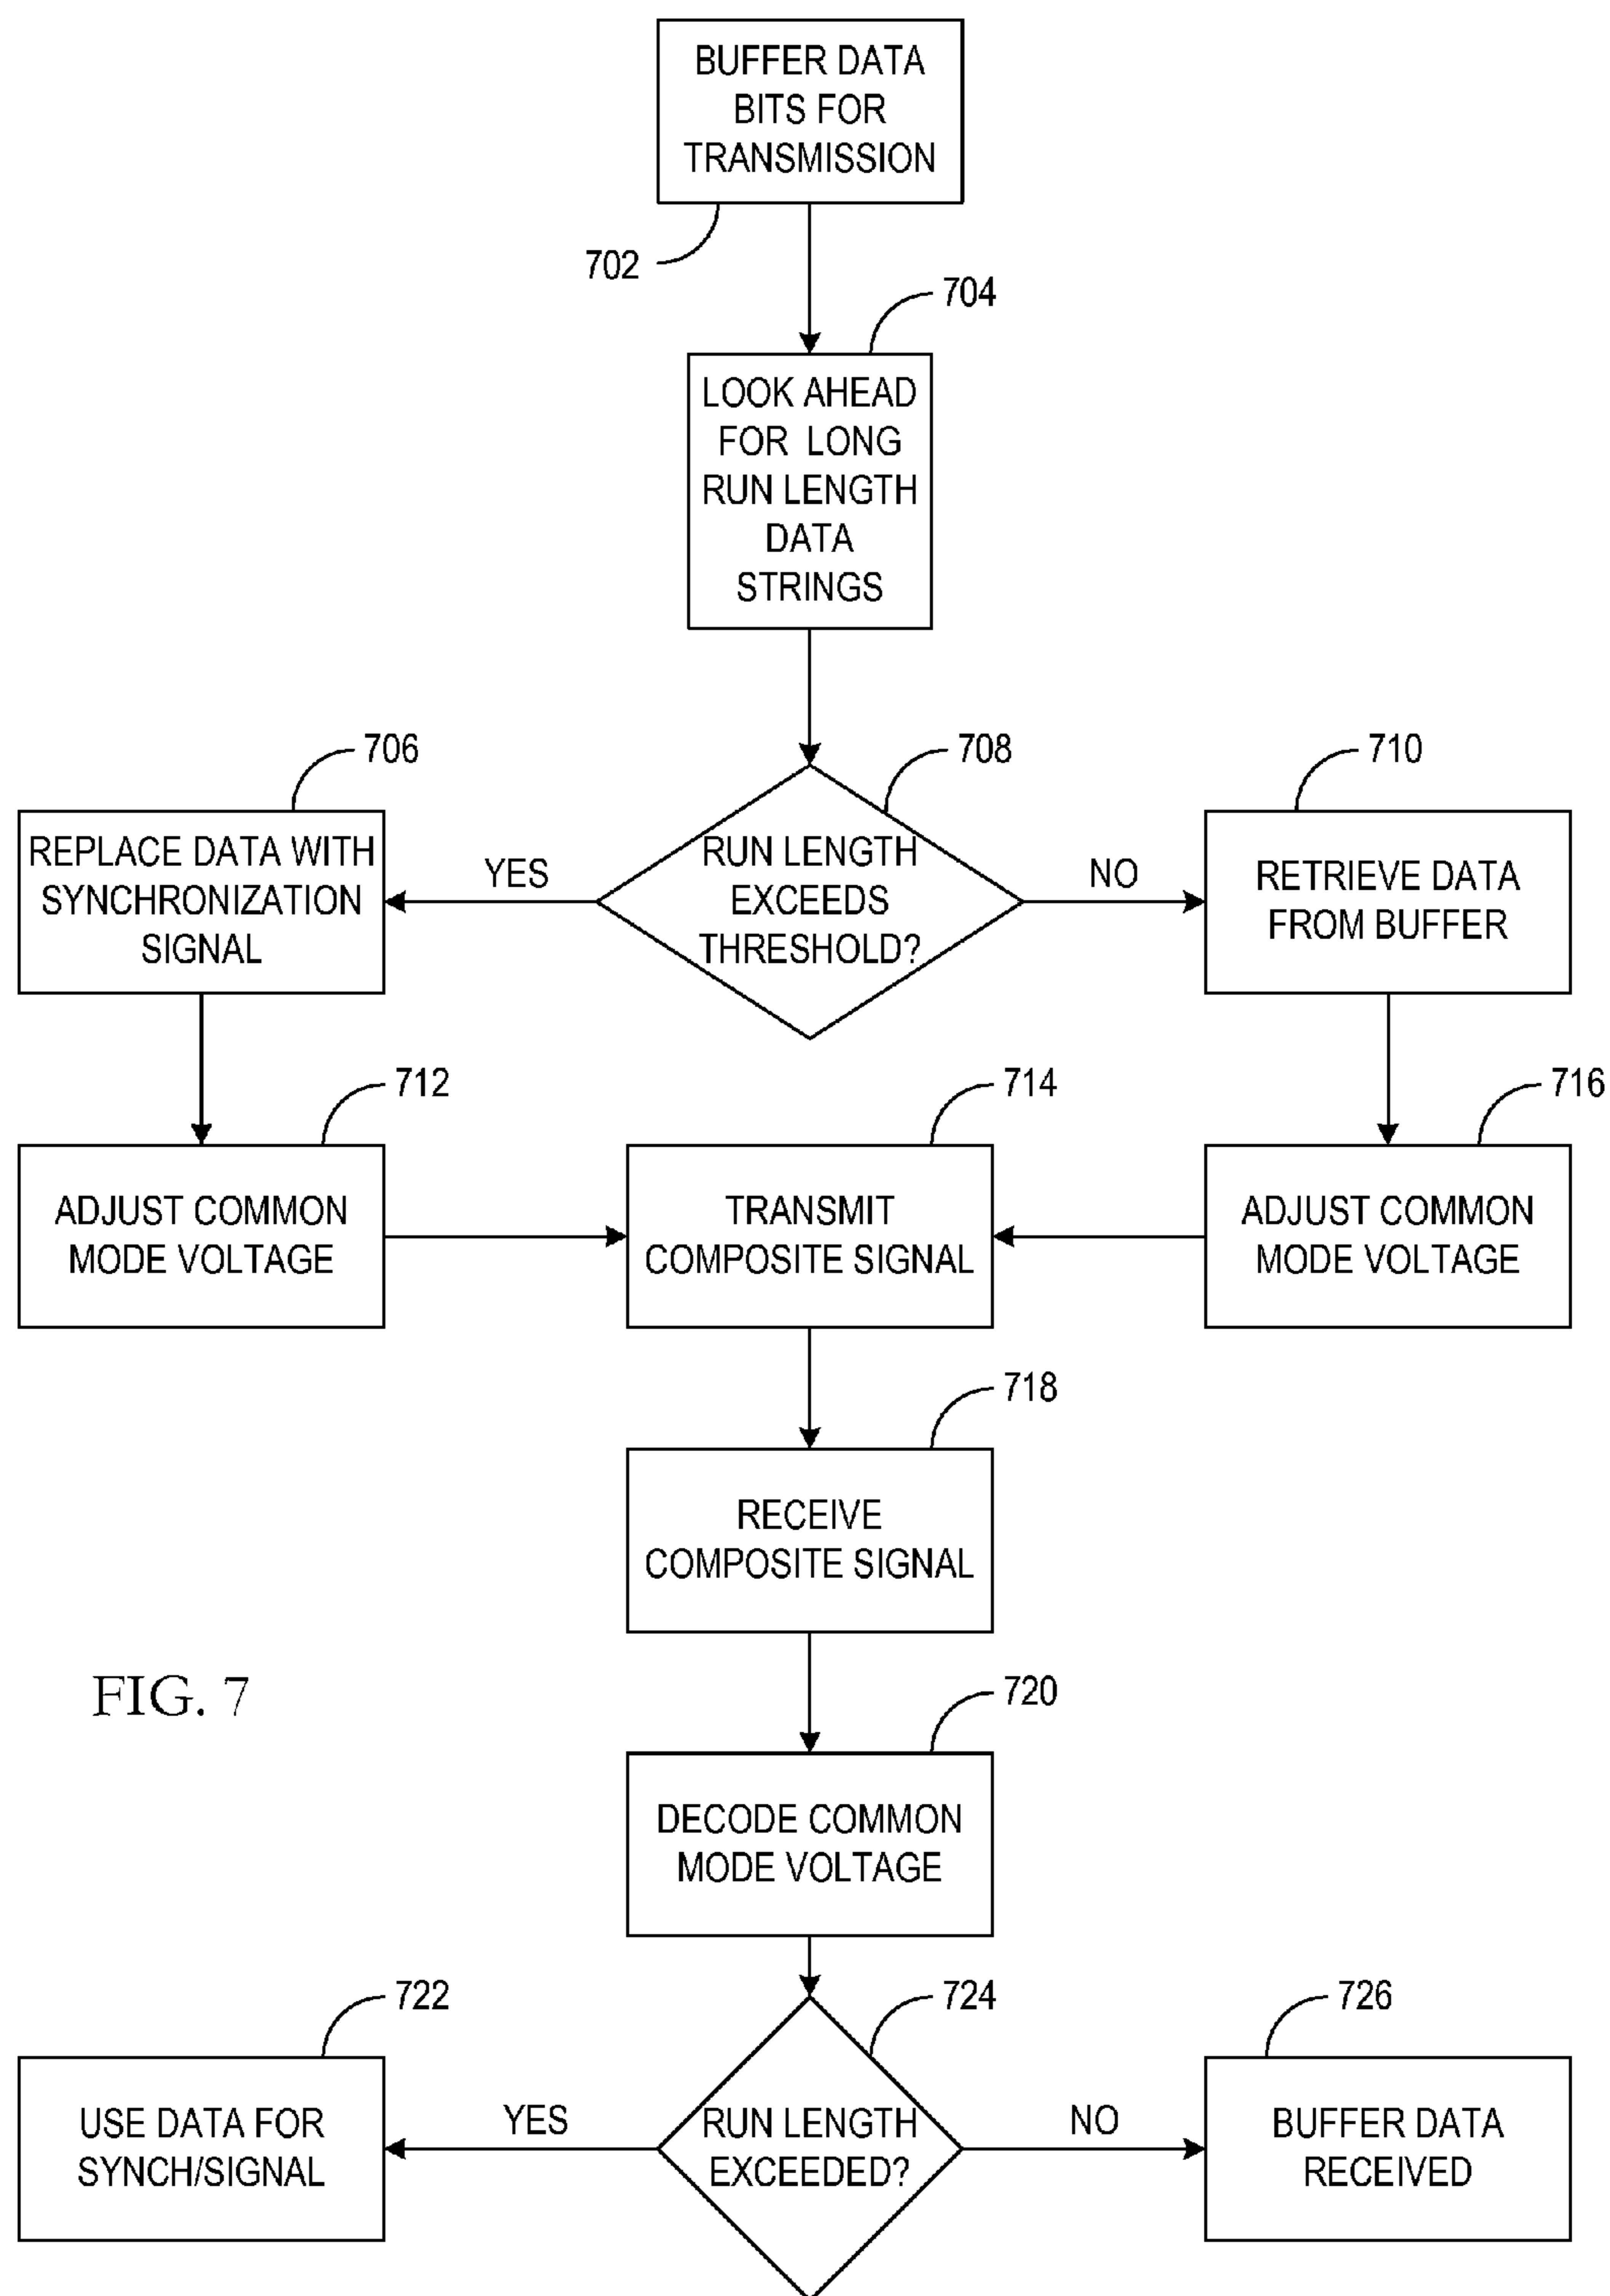 BUFFER DATA
BITS FOR
TRANSMISSION
702
704
LOOK AHEAD
FOR LONG
RUN LENGTH
DATA
STRINGS
706
708
710
REPLACE DATA WITH
SYNCHRONIZATION
SIGNAL
YES
RUN LENGTH
EXCEEDS
THRESHOLD?
NO
RETRIEVE DATA
FROM BUFFER
712
714
716
ADJUST COMMON
MODE VOLTAGE
TRANSMIT
COMPOSITE SIGNAL
ADJUST COMMON
MODE VOLTAGE
718
RECEIVE
COMPOSITE SIGNAL
FIG. 7
720
DECODE COMMON
MODE VOLTAGE
722
724
726
USE DATA FOR
SYNCH/SIGNAL
YES
RUN LENGTH
EXCEEDED?
NO
BUFFER DATA
RECEIVED